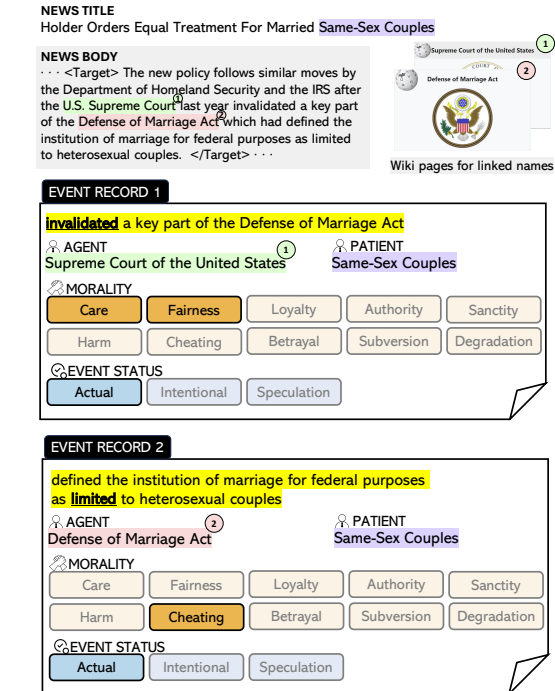 NEWS TITLE
Holder Orders Equal Treatment For Married Same-Sex Couples
NEWS BODY
· · · <Target> The new policy follows similar moves by
the Department of Homeland Security and the IRS after
the U.S. Supreme Court① last year invalidated a key part
of the Defense of Marriage Act② which had defined the
institution of marriage for federal purposes as limited
to heterosexual couples. </Target> · · ·
1
Supreme Court of the United States
COURT
2
Defense of Marriage Act
Wiki pages for linked names
EVENT RECORD 1
invalidated a key part of the Defense of Marriage Act
AGENT 1 PATIENT
Supreme Court of the United States Same-Sex Couples
MORALITY
Care Fairness Loyalty Authority Sanctity
Harm Cheating Betrayal Subversion Degradation
EVENT STATUS
Actual Intentional Speculation
EVENT RECORD 2
defined the institution of marriage for federal purposes
as limited to heterosexual couples
AGENT 2 PATIENT
Defense of Marriage Act Same-Sex Couples
MORALITY
Care Fairness Loyalty Authority Sanctity
Harm Cheating Betrayal Subversion Degradation
EVENT STATUS
Actual Intentional Speculation